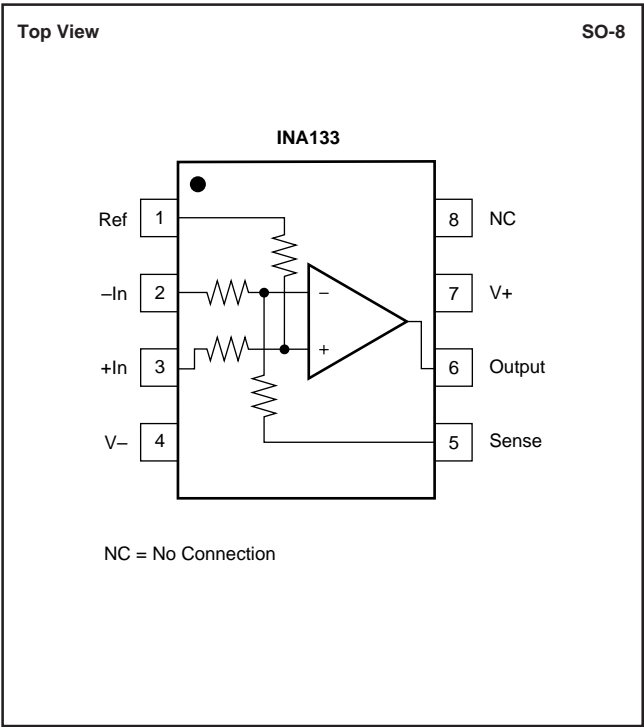 Top View SO-8
INA133
Ref 1 8 NC
–In 2 – 7 V+
+In 3 + 6 Output
V– 4 5 Sense
NC = No Connection